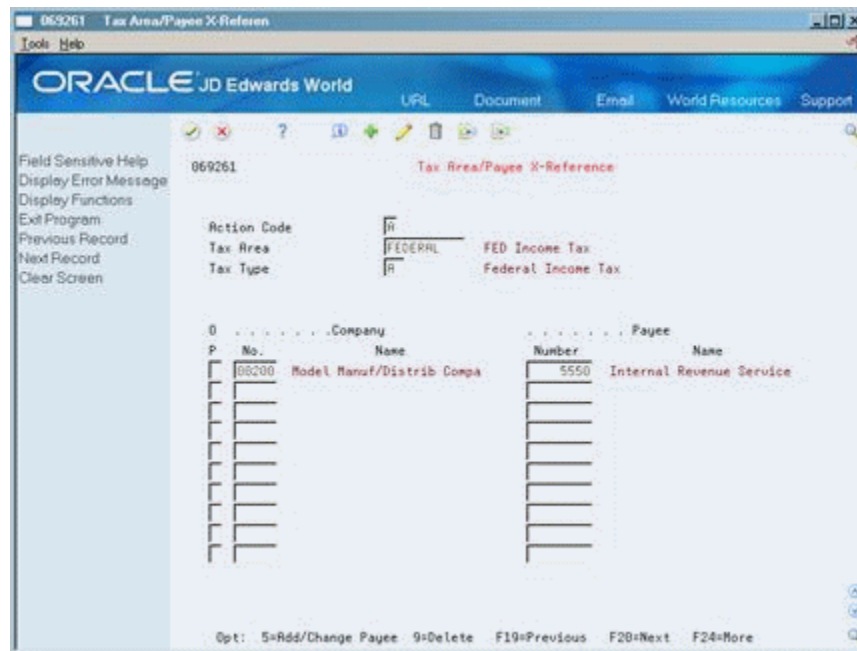 069261 Tax Area/Payee X-Referen
Tools Help
ORACLE JD Edwards World
URL Document Email World Resources Support
Field Sensitive Help
Display Error Message
Display Functions
Exit Program
Previous Record
Next Record
Clear Screen
069261 Tax Area/Payee X-Reference
Action Code A
Tax Area FEDERAL FED Income Tax
Tax Type A Federal Income Tax
O . . . . . . .Company . . . . . . . Payee
P No. Name Number Name
00200 Model Manuf/Distrib Compa 5550 Internal Revenue Service
Opt: 5=Add/Change Payee 9=Delete F19=Previous F20=Next F24=More